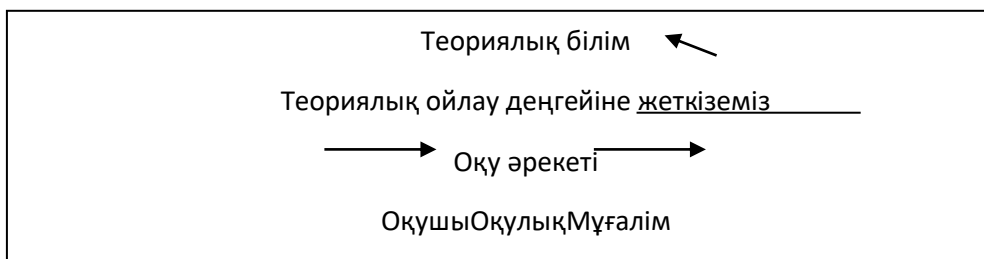 Теориялық білім
Теориялық ойлау деңгейіне жеткіземіз
Оқу әрекеті
ОқушыОқулықМұғалім